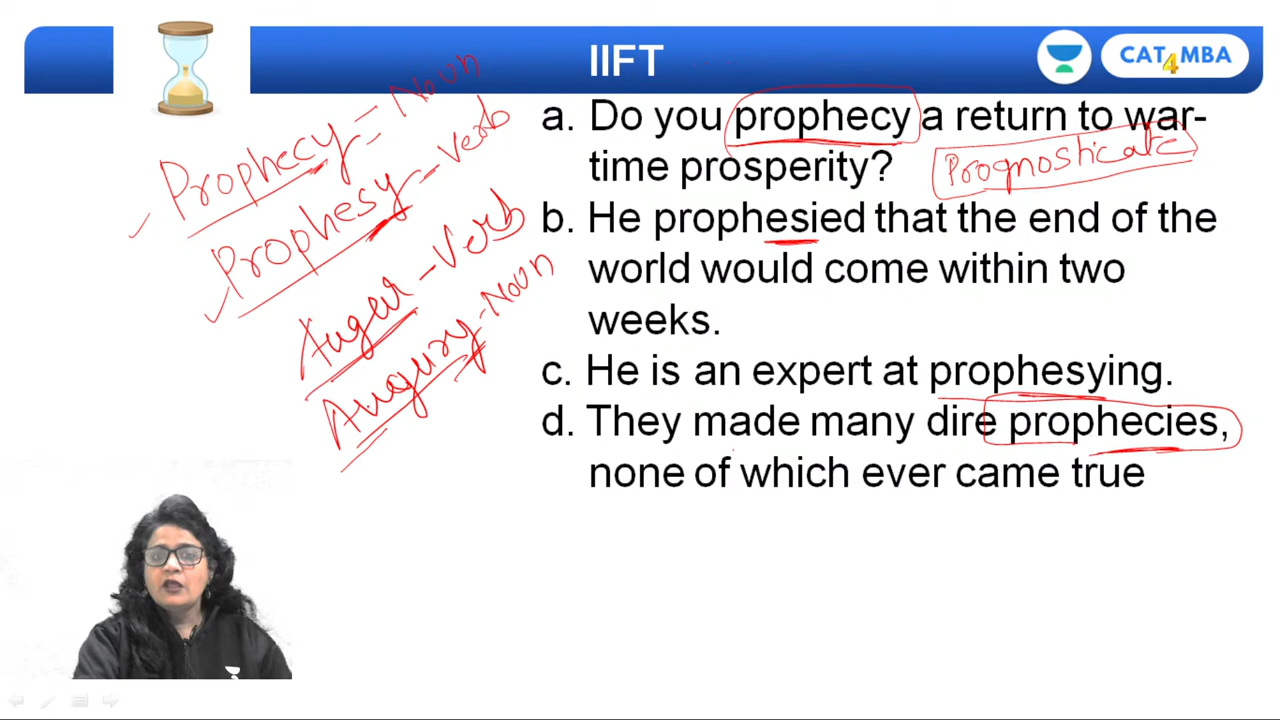 IIFT
CAT4MBA
Prophecy = Noun
Prophesy - Verb
Auger - Verb
Augury - Noun
a. Do you prophecy a return to war-
time prosperity?
Prognosticate
b. He prophesied that the end of the
world would come within two
weeks.
c. He is an expert at prophesying.
d. They made many dire prophecies,
none of which ever came true